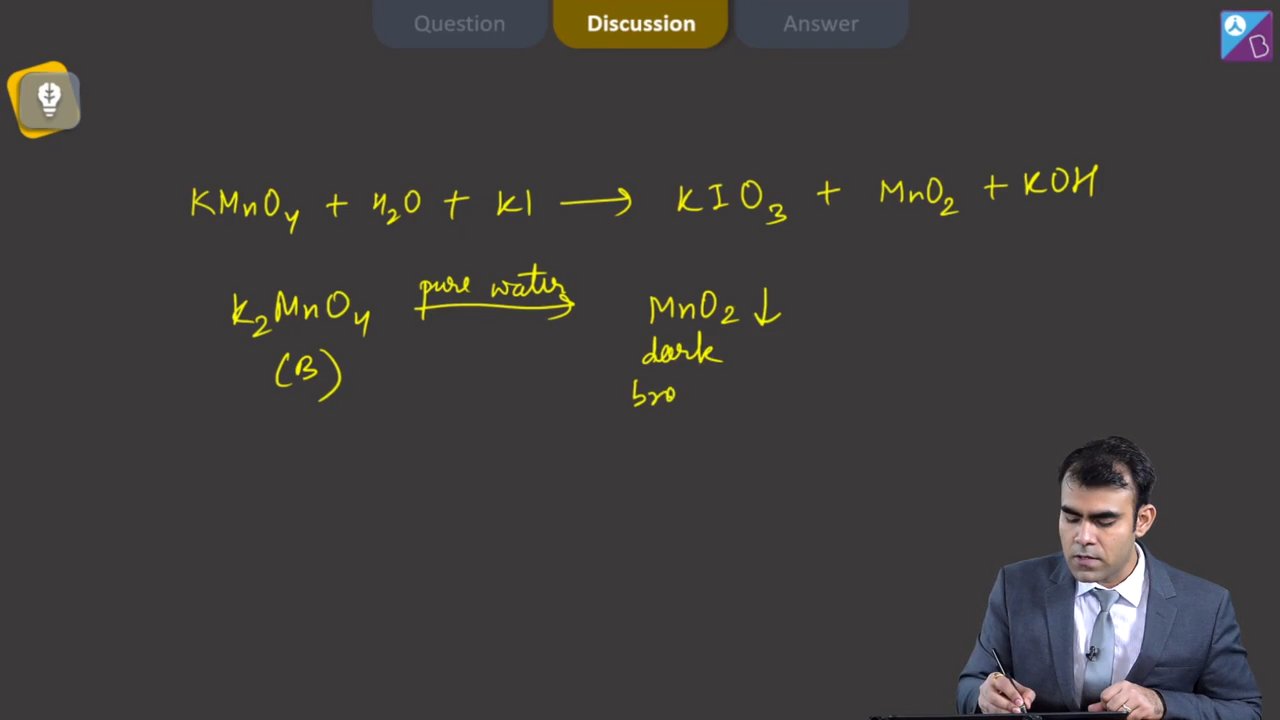 Question Discussion Answer
KMnO4 + H2O + KI → KIO3 + MnO2 + KOH
K2MnO4 pure water → MnO2 ↓
(B) dark
bro
B